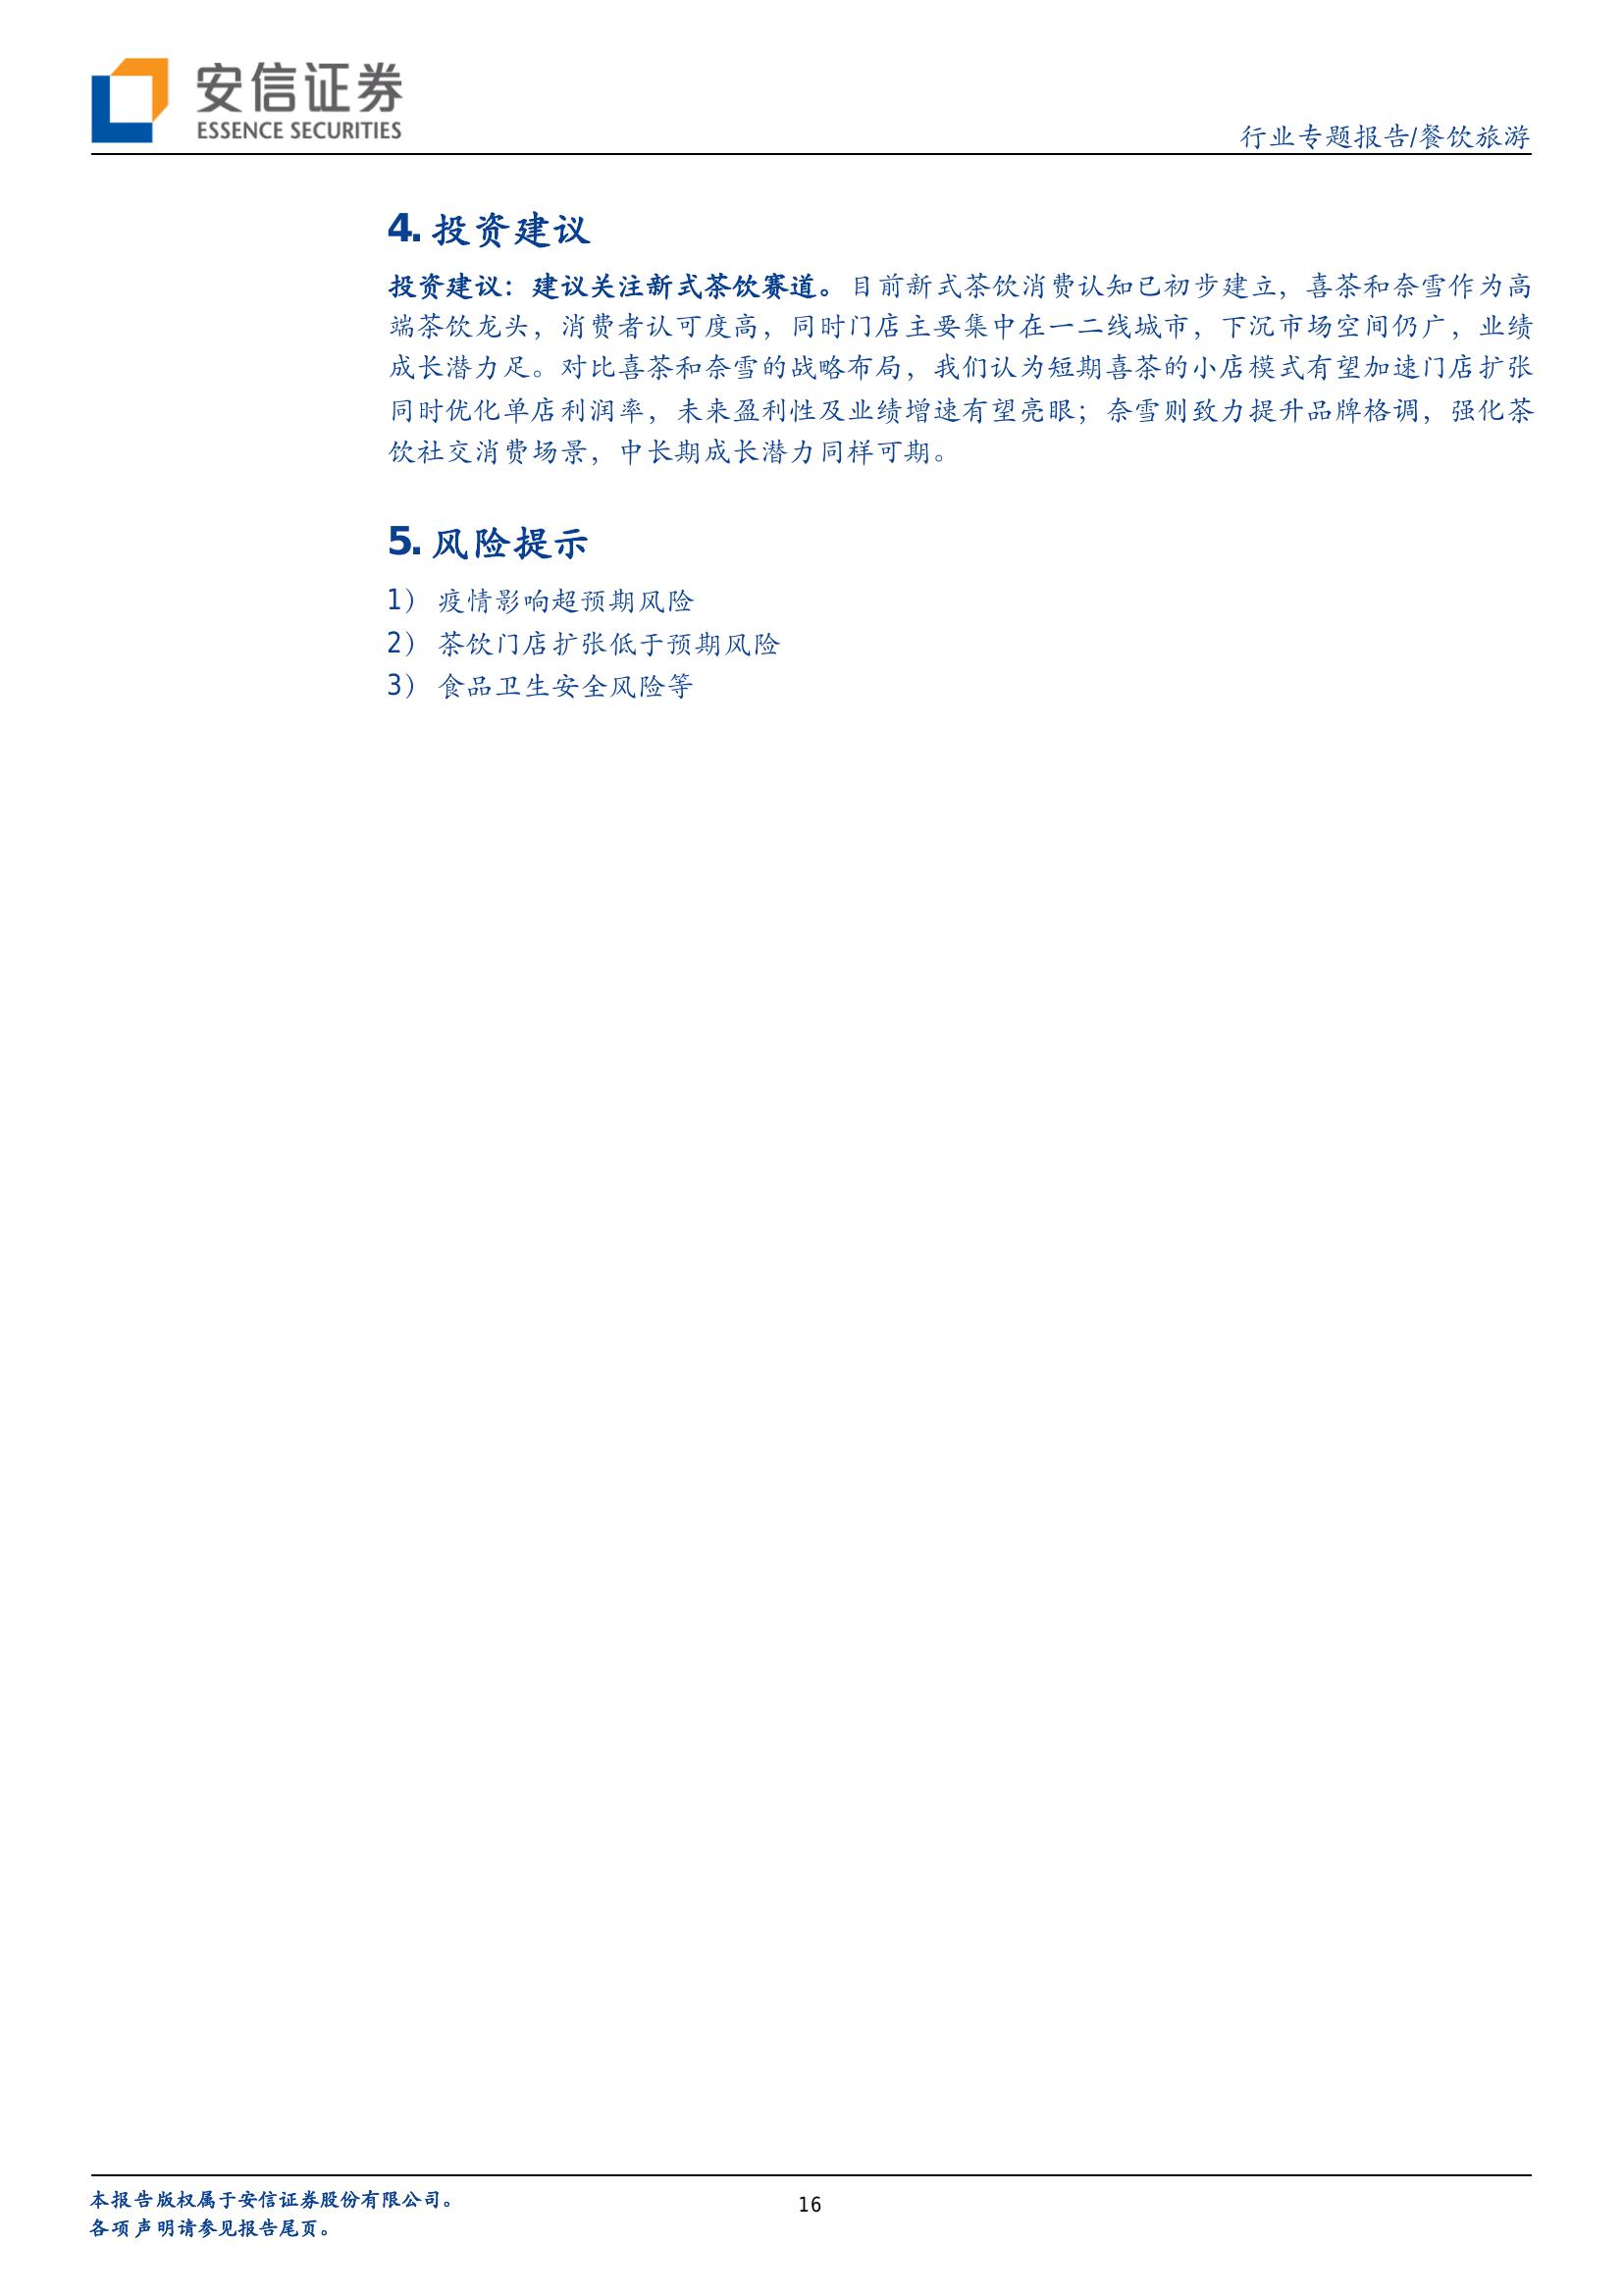 安信证券
ESSENCE SECURITIES
行业专题报告/餐饮旅游
4. 投资建议
投资建议：建议关注新式茶饮赛道。目前新式茶饮消费认知已初步建立，喜茶和奈雪作为高
端茶饮龙头，消费者认可度高，同时门店主要集中在一二线城市，下沉市场空间仍广，业绩
成长潜力足。对比喜茶和奈雪的战略布局，我们认为短期喜茶的小店模式有望加速门店扩张
同时优化单店利润率，未来盈利性及业绩增速有望亮眼；奈雪则致力提升品牌格调，强化茶
饮社交消费场景，中长期成长潜力同样可期。
5. 风险提示
1） 疫情影响超预期风险
2） 茶饮门店扩张低于预期风险
3） 食品卫生安全风险等
本报告版权属于安信证券股份有限公司。
各项声明请参见报告尾页。
16